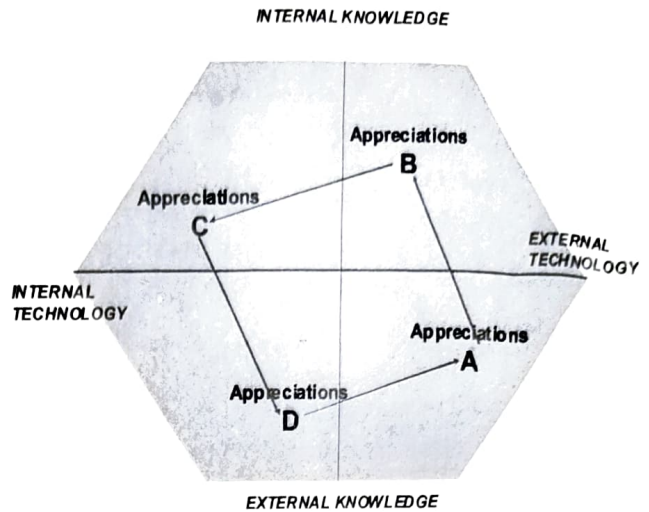 INTERNAL KNOWLEDGE
Appreciations
B
Appreciations
C
EXTERNAL
TECHNOLOGY
INTERNAL
TECHNOLOGY
Appreciations
A
Appreciations
D
EXTERNAL KNOWLEDGE